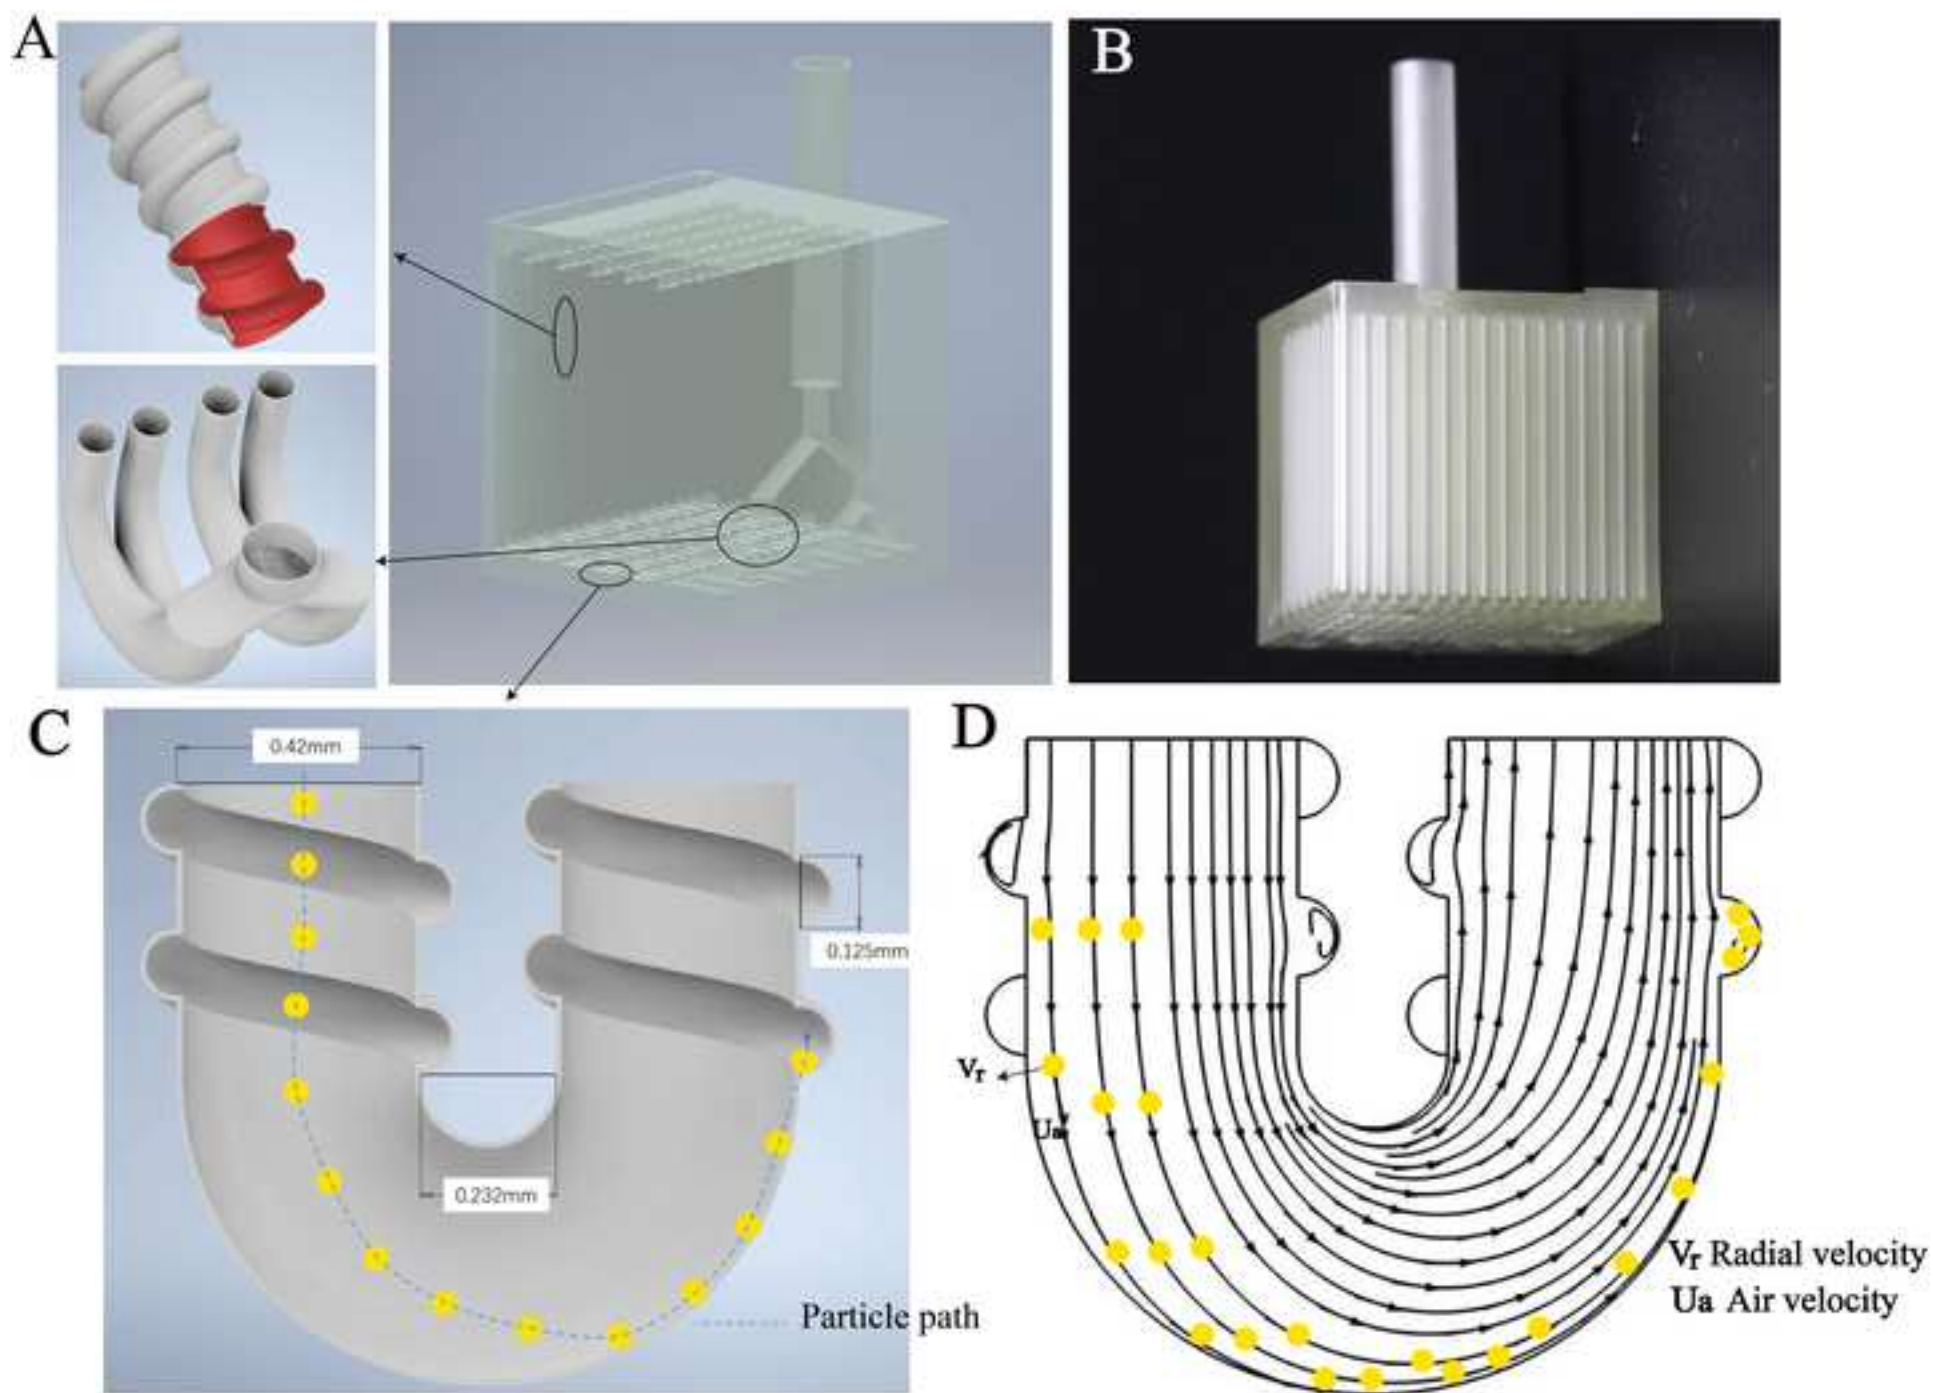 A
B
C
0.42mm
0.125mm
0.232mm
Particle path
D
Vr
Ua
Vr Radial velocity
Ua Air velocity